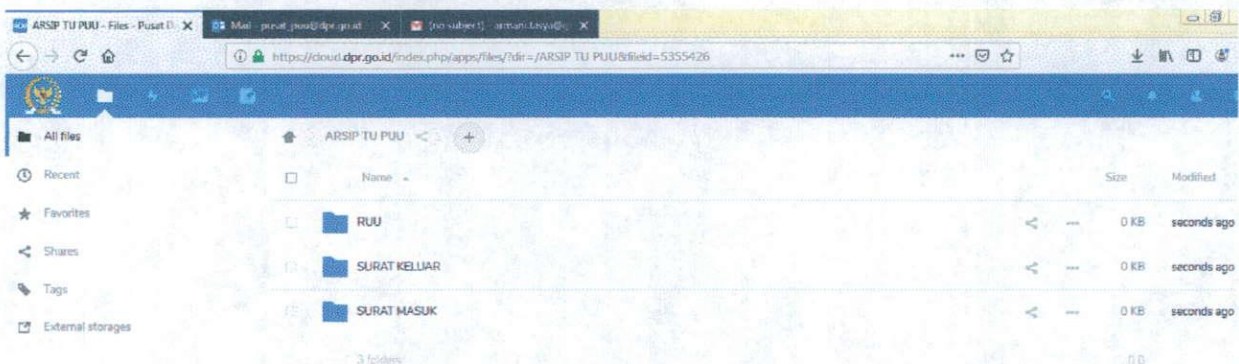 ARSIP TU PUU - Files - Pusat D
Mail - pusat_puu@dpr.go.id
(no subject) - armani.tasya@g
https://cloud.dpr.go.id/index.php/apps/files/?dir=/ARSIP TU PUU&fileid=5355426
All files
ARSIP TU PUU
Recent
Name
Size
Modified
Favorites
RUU
0 KB
seconds ago
Shares
SURAT KELUAR
0 KB
seconds ago
Tags
SURAT MASUK
0 KB
seconds ago
External storages
3 folders
0 B